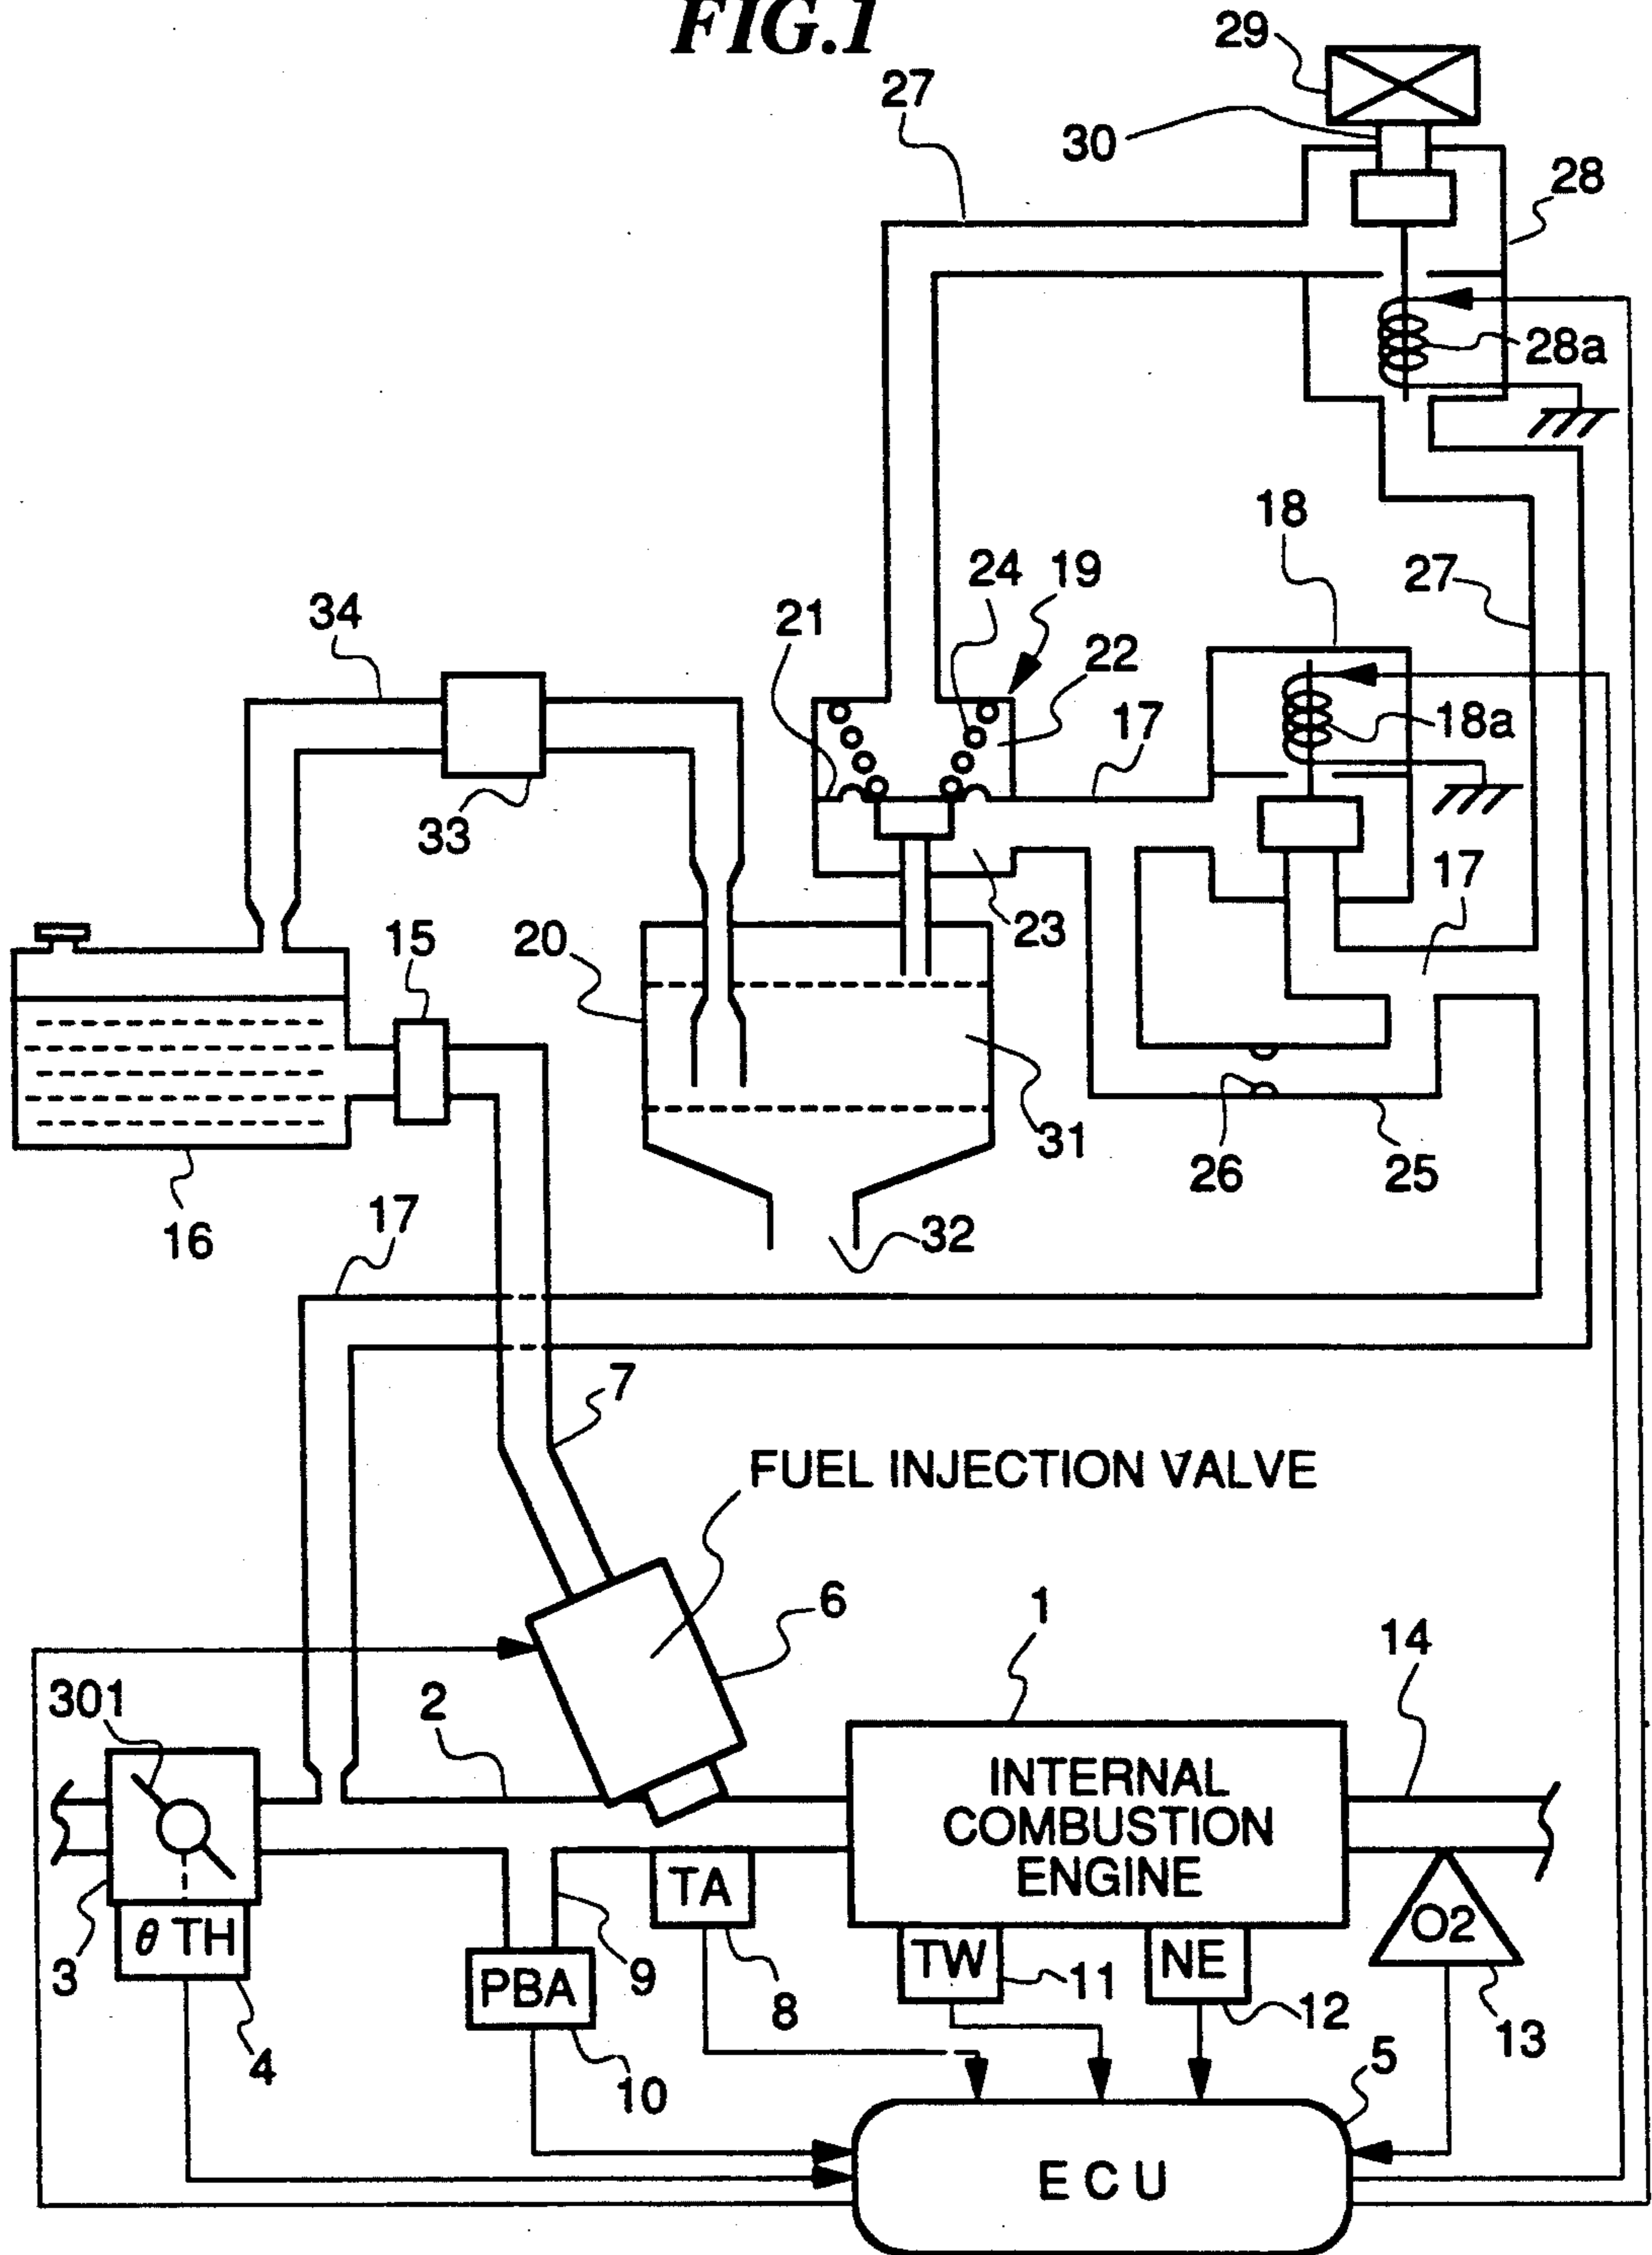 FIG.1
29
27
30
28
28a
18
27
24
19
34
21
22
17
18a
33
17
23
20
15
31
26
25
16
17
32
7
FUEL INJECTION VALVE
6
1
14
301
2
INTERNAL
COMBUSTION
ENGINE
TA
O2
θ TH
TW
NE
3
PBA
9
11
8
12
13
4
10
5
ECU